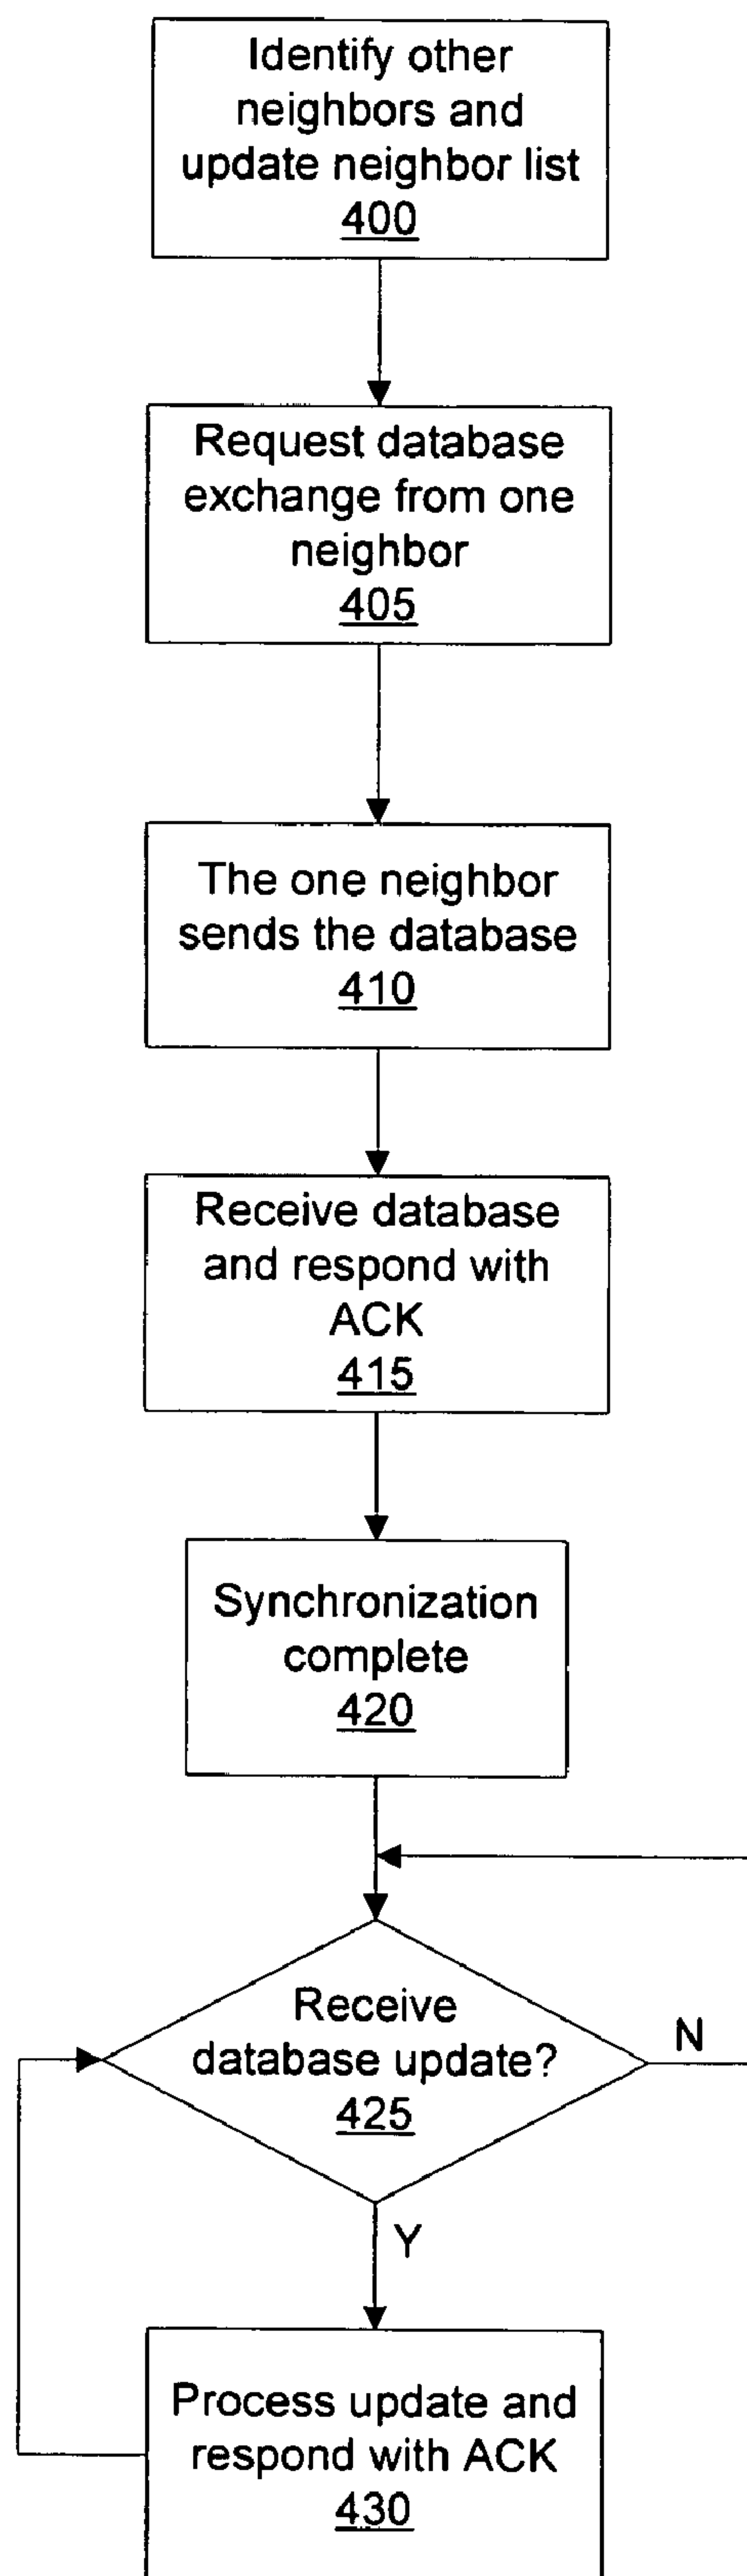 Identify other
neighbors and
update neighbor list
400
Request database
exchange from one
neighbor
405
The one neighbor
sends the database
410
Receive database
and respond with
ACK
415
Synchronization
complete
420
Receive
database update?
425
N
Y
Process update and
respond with ACK
430